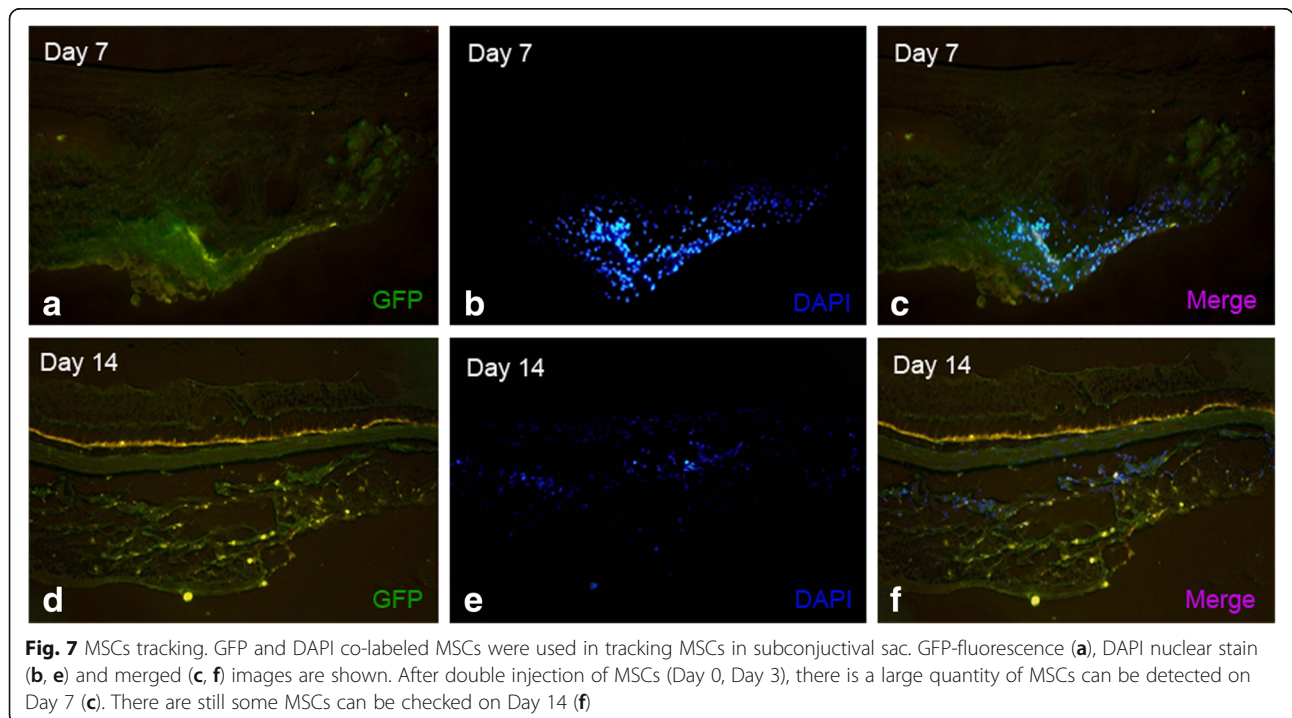 Day 7
a
GFP
Day 7
b
DAPI
Day 7
c
Merge
Day 14
d
GFP
Day 14
e
DAPI
Day 14
f
Merge
Fig. 7 MSCs tracking. GFP and DAPI co-labeled MSCs were used in tracking MSCs in subconjuctival sac. GFP-fluorescence (a), DAPI nuclear stain
(b, e) and merged (c, f) images are shown. After double injection of MSCs (Day 0, Day 3), there is a large quantity of MSCs can be detected on
Day 7 (c). There are still some MSCs can be checked on Day 14 (f)